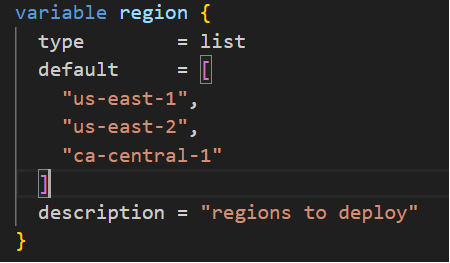 variable region {
  type        = list
  default     = [
    "us-east-1",
    "us-east-2",
    "ca-central-1"
  ]
  description = "regions to deploy"
}